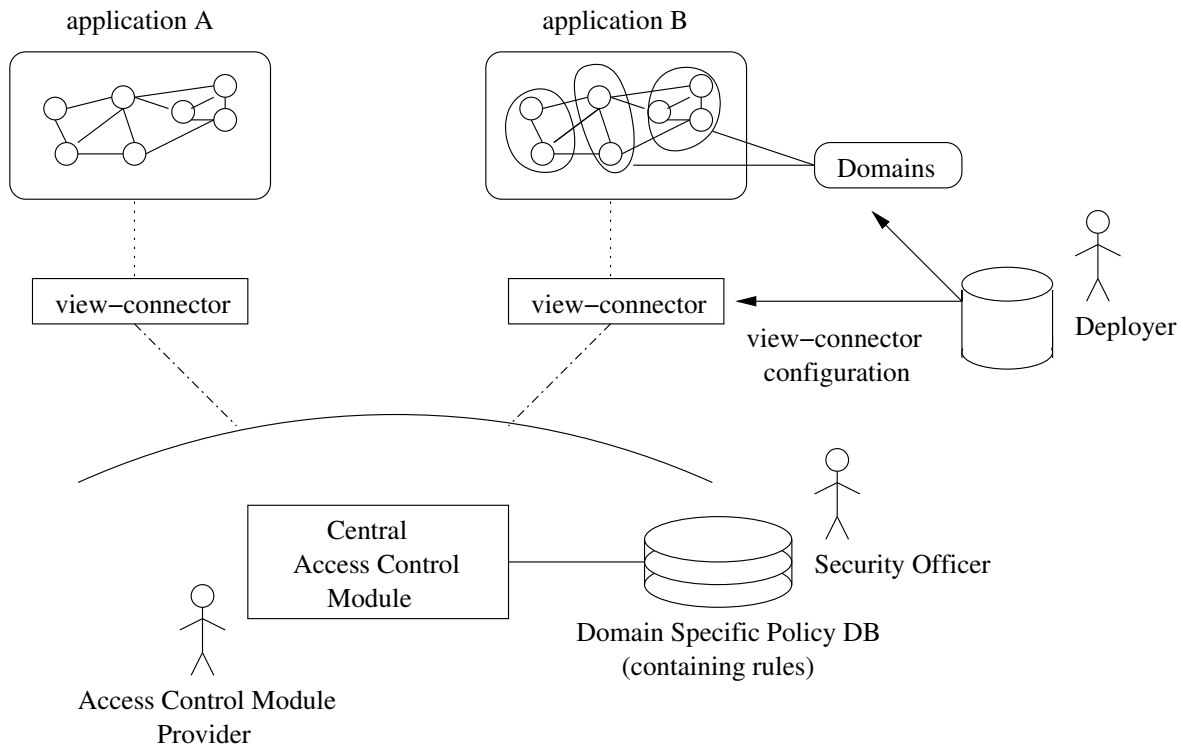 application A
application B
Domains
view−connector
view−connector
Deployer
view−connector
configuration
Central
Access Control
Module
Security Officer
Domain Specific Policy DB
(containing rules)
Access Control Module
Provider